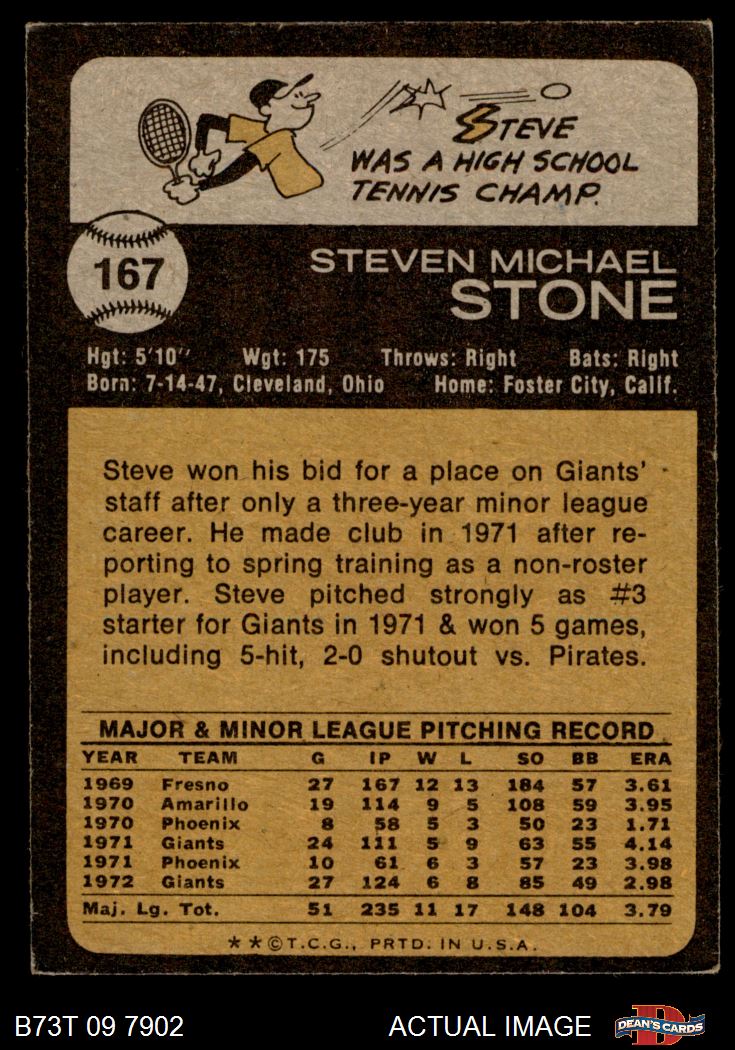 STEVE
WAS A HIGH SCHOOL
TENNIS CHAMP.
167
STEVEN MICHAEL
STONE
Hgt: 5'10" Wgt: 175 Throws: Right Bats: Right
Born: 7-14-47, Cleveland, Ohio Home: Foster City, Calif.
Steve won his bid for a place on Giants'
staff after only a three-year minor league
career. He made club in 1971 after re-
porting to spring training as a non-roster
player. Steve pitched strongly as #3
starter for Giants in 1971 & won 5 games,
including 5-hit, 2-0 shutout vs. Pirates.
MAJOR & MINOR LEAGUE PITCHING RECORD
YEAR TEAM G IP W L SO BB ERA
1969 Fresno 27 167 12 13 184 57 3.61
1970 Amarillo 19 114 9 5 108 59 3.95
1970 Phoenix 8 58 5 3 50 23 1.71
1971 Giants 24 111 5 9 63 55 4.14
1971 Phoenix 10 61 6 3 57 23 3.98
1972 Giants 27 124 6 8 85 49 2.98
Maj. Lg. Tot. 51 235 11 17 148 104 3.79
**©T.C.G., PRTD. IN U.S.A.
B73T 09 7902 ACTUAL IMAGE D DEAN'S CARDS